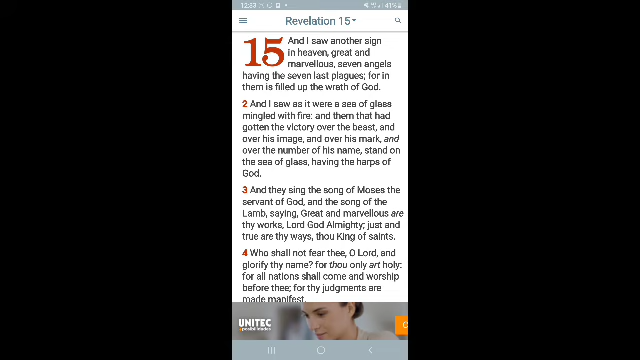 12:33 41%
Revelation 15
15 And I saw another sign
in heaven, great and
marvellous, seven angels
having the seven last plagues; for in
them is filled up the wrath of God.
2 And I saw as it were a sea of glass
mingled with fire: and them that had
gotten the victory over the beast, and
over his image, and over his mark, and
over the number of his name, stand on
the sea of glass, having the harps of
God.
3 And they sing the song of Moses the
servant of God, and the song of the
Lamb, saying, Great and marvellous are
thy works, Lord God Almighty; just and
true are thy ways, thou King of saints.
4 Who shall not fear thee, O Lord, and
glorify thy name? for thou only art holy:
for all nations shall come and worship
before thee; for thy judgments are
made manifest.
UNITEC
C